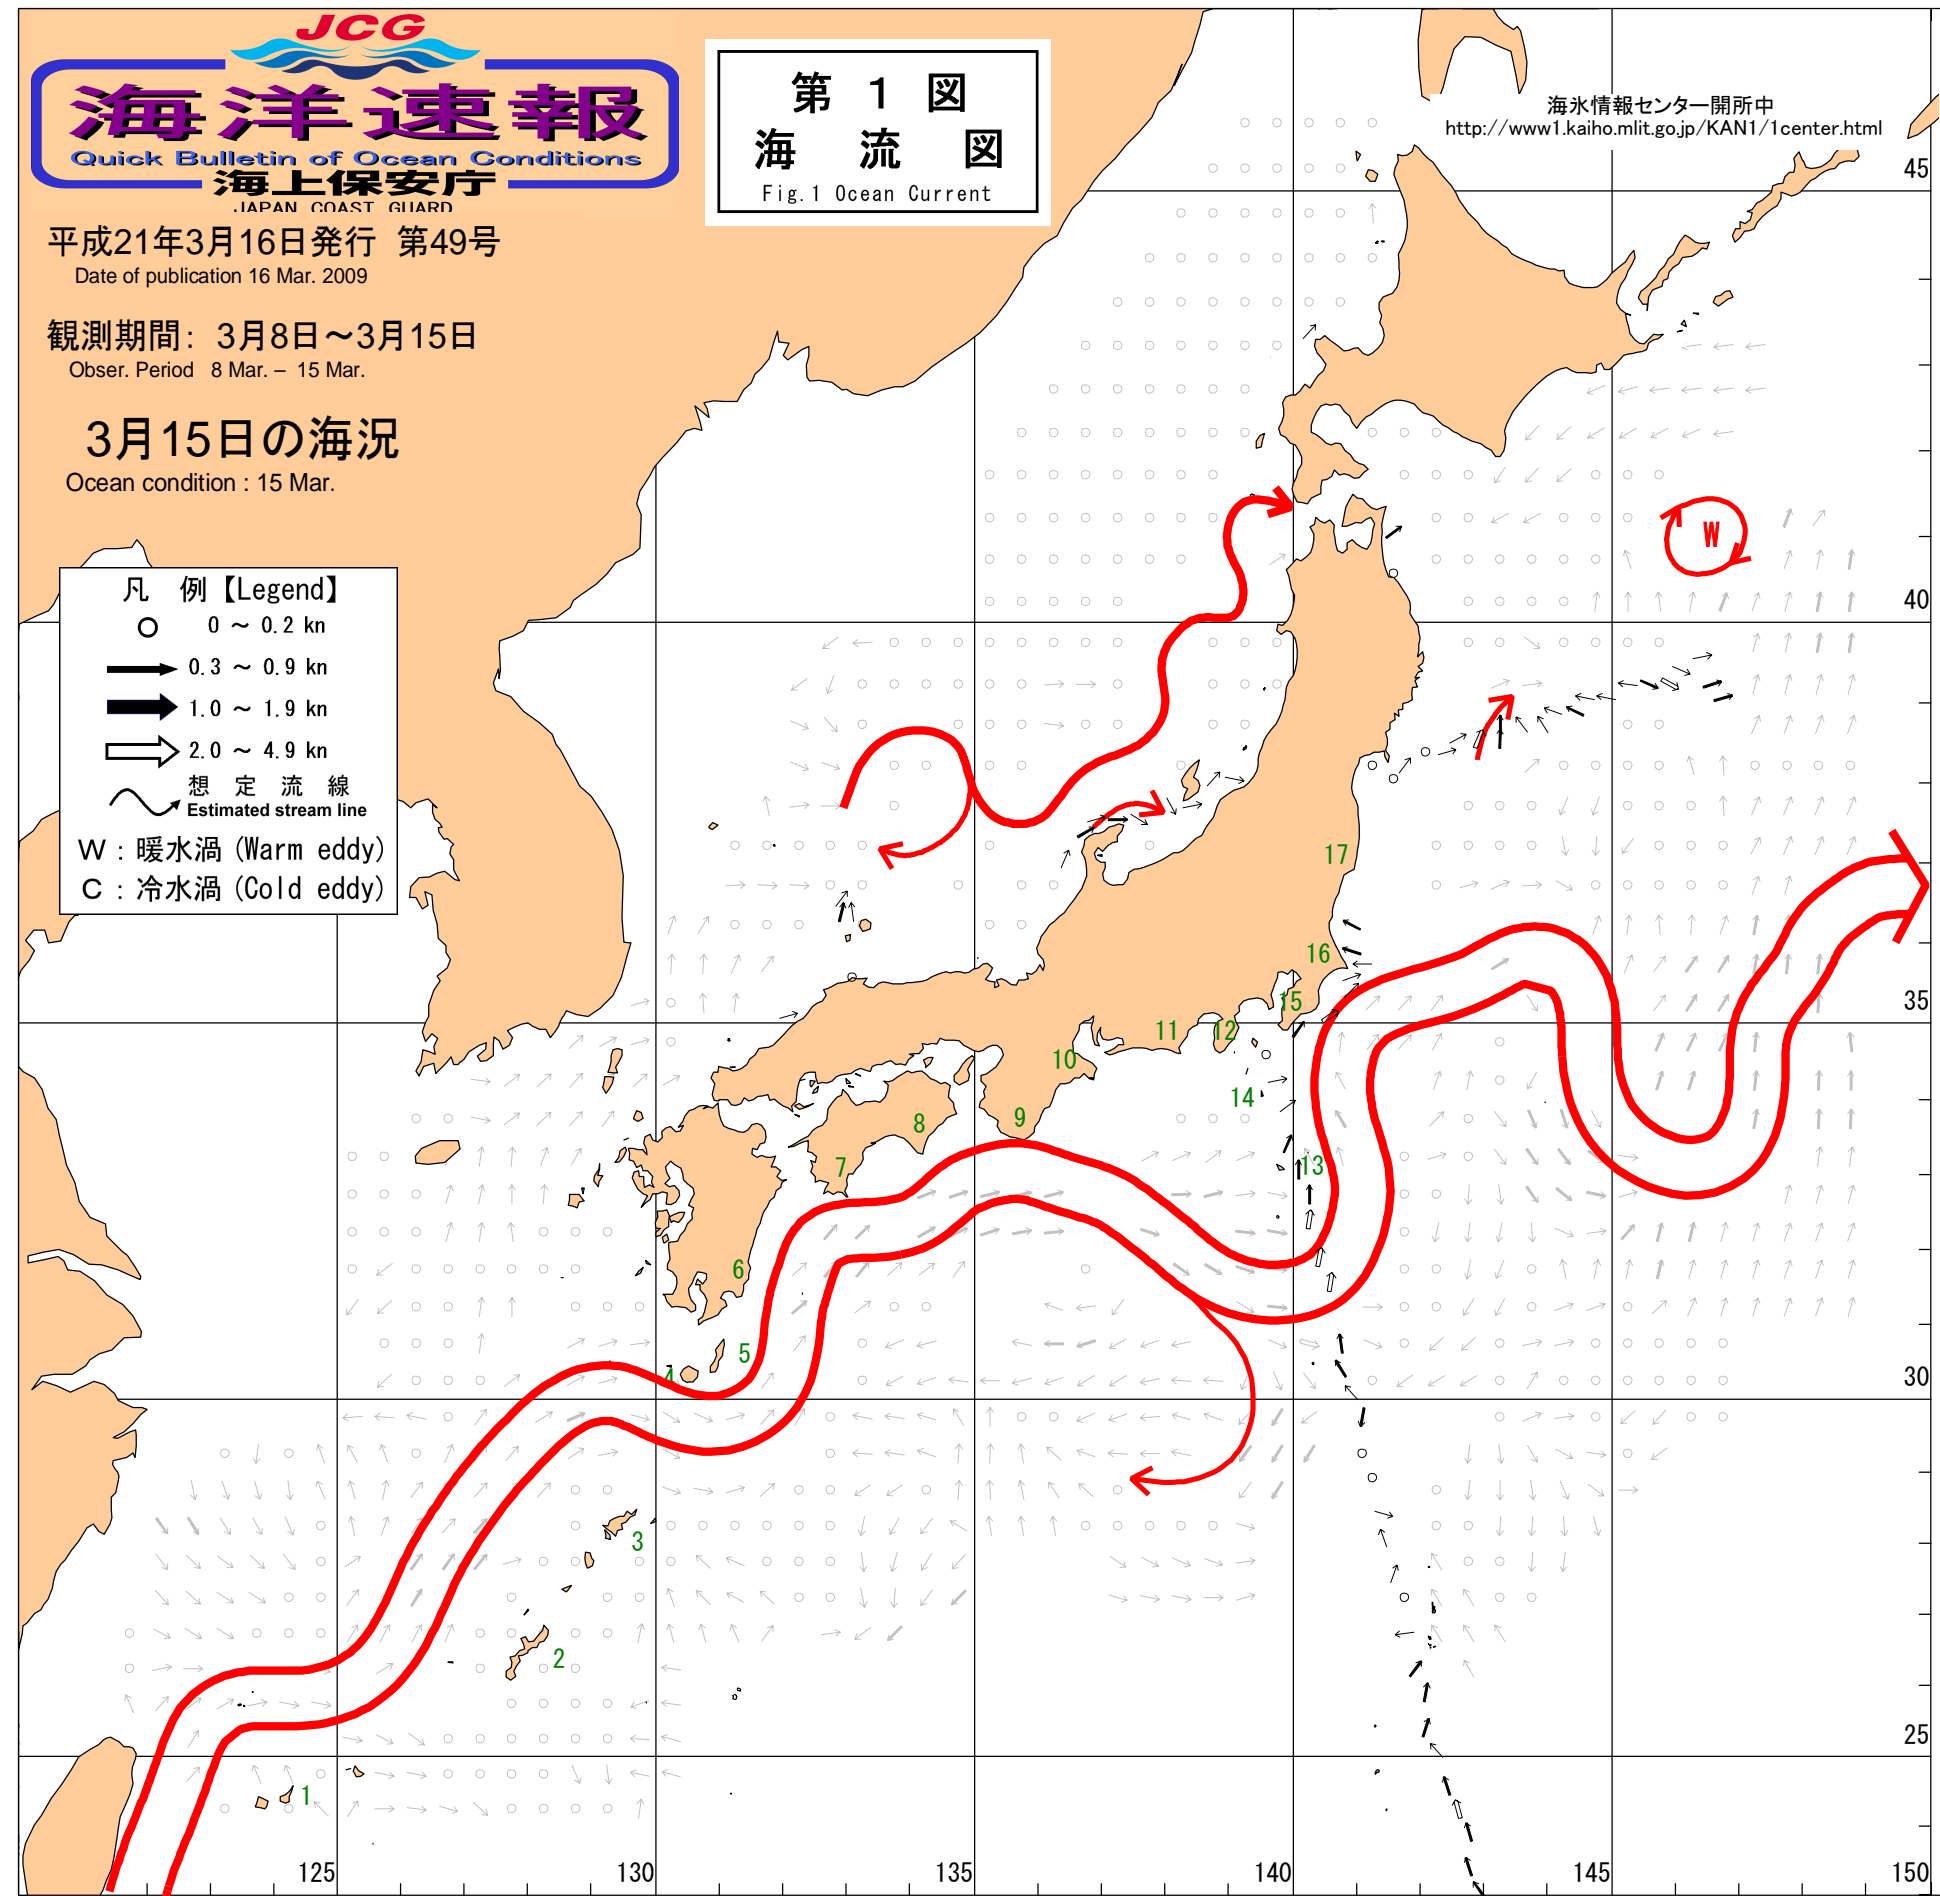 JCG
海洋速報
Quick Bulletin of Ocean Conditions
海上保安庁
JAPAN COAST GUARD
第 1 図
海 流 図
Fig.1 Ocean Current
海氷情報センター開所中
http://www1.kaiho.mlit.go.jp/KAN1/1center.html
平成21年3月16日発行 第49号
Date of publication 16 Mar. 2009
観測期間: 3月8日～3月15日
Obser. Period 8 Mar. – 15 Mar.
3月15日の海況
Ocean condition : 15 Mar.
凡 例【Legend】
0 ～ 0.2 kn
0.3 ～ 0.9 kn
1.0 ～ 1.9 kn
2.0 ～ 4.9 kn
想 定 流 線
Estimated stream line
W : 暖水渦 (Warm eddy)
C : 冷水渦 (Cold eddy)
45
W
40
17
16
35
15
11
12
10
14
9
8
13
7
6
5
4
30
3
2
25
1
125
130
135
140
145
150